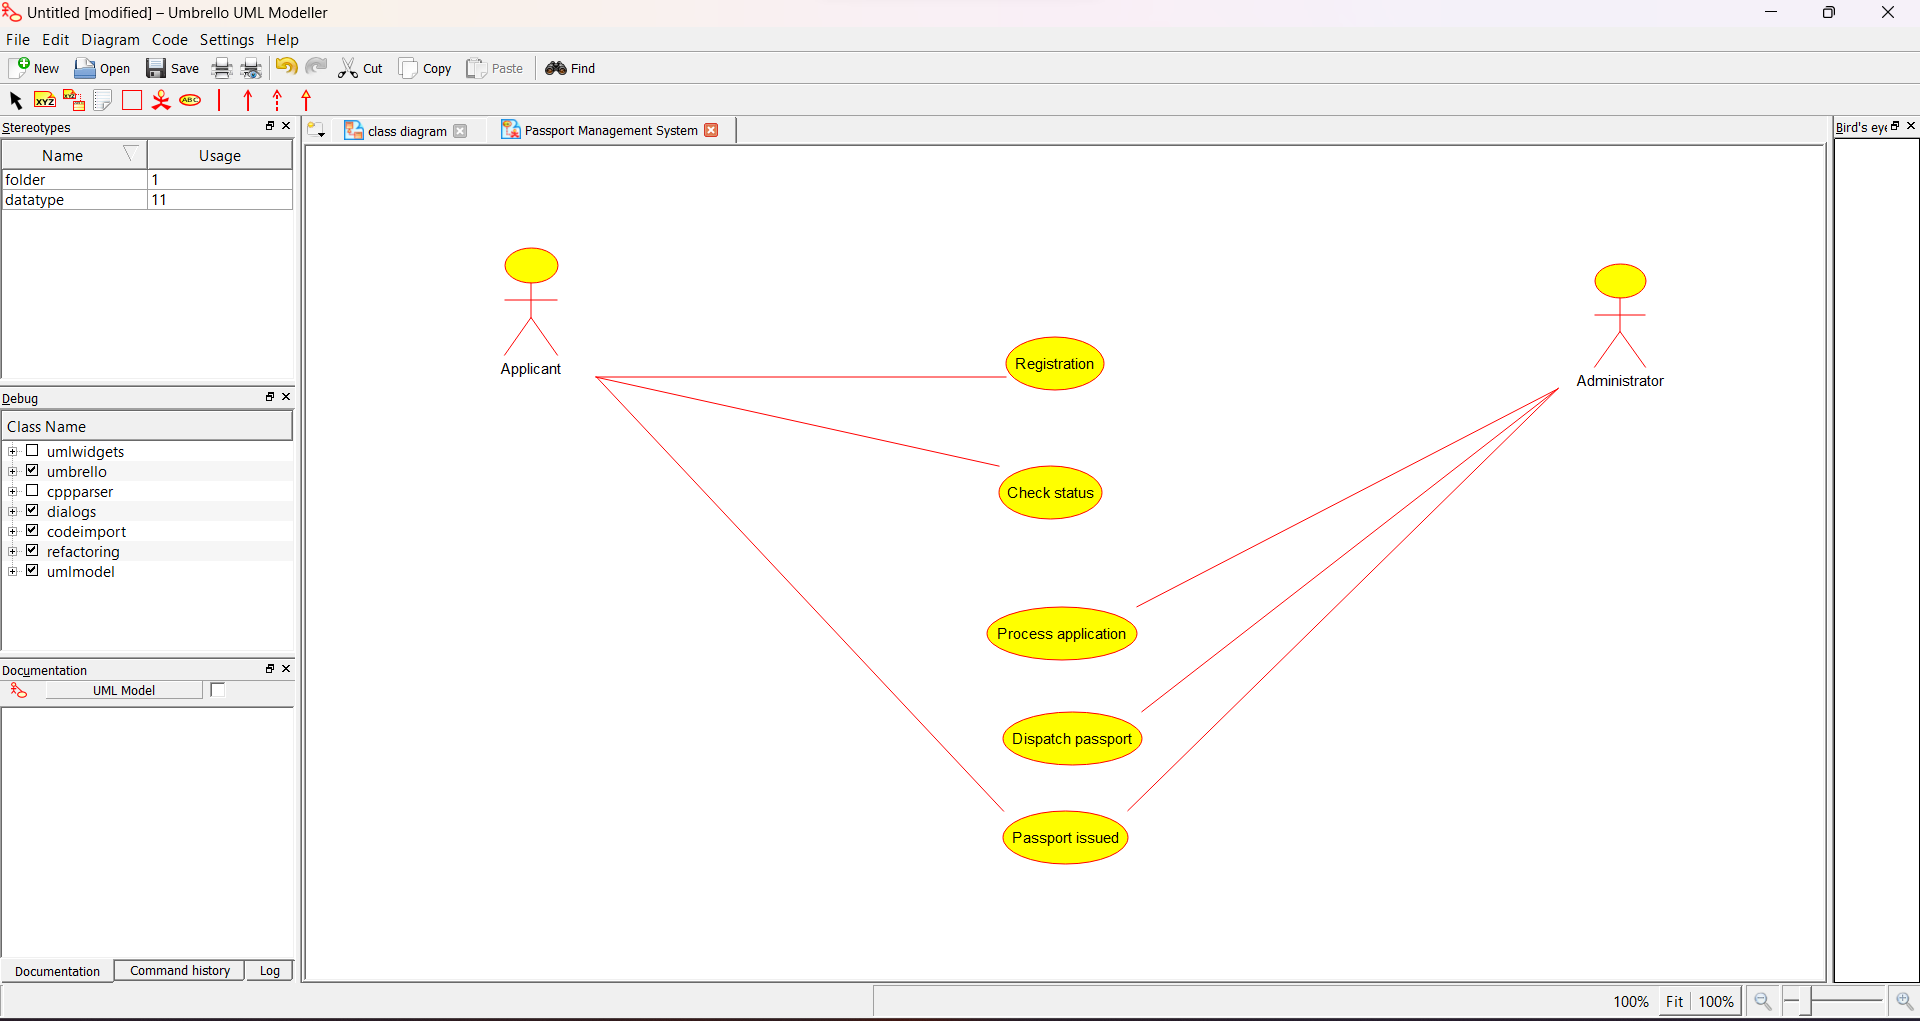 Untitled [modified] – Umbrello UML Modeller
File Edit Diagram Code Settings Help
New Open Save Cut Copy Paste Find
XYZ XYZ ABC
Stereotypes
Name Usage
folder 1
datatype 11
Debug
Class Name
umlwidgets
umbrello
cppparser
dialogs
codeimport
refactoring
umlmodel
Documentation
UML Model
Documentation Command history Log
class diagram Passport Management System
Applicant
Registration
Administrator
Check status
Process application
Dispatch passport
Passport issued
Bird's eye
100% Fit 100%